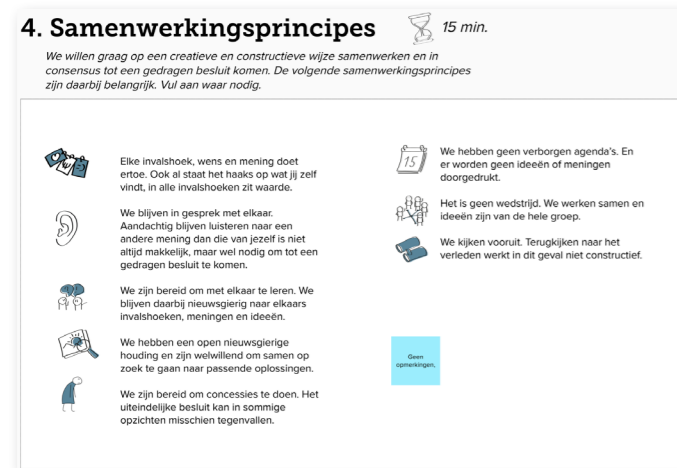 4. Samenwerkingsprincipes
15 min.
We willen graag op een creatieve en constructieve wijze samenwerken en in
consensus tot een gedragen besluit komen. De volgende samenwerkingsprincipes
zijn daarbij belangrijk. Vul aan waar nodig.
Elke invalshoek, wens en mening doet
ertoe. Ook al staat het haaks op wat jij zelf
vindt, in alle invalshoeken zit waarde.
We blijven in gesprek met elkaar.
Aandachtig blijven luisteren naar een
andere mening dan die van jezelf is niet
altijd makkelijk, maar wel nodig om tot een
gedragen besluit te komen.
We zijn bereid om met elkaar te leren. We
blijven daarbij nieuwsgierig naar elkaars
invalshoeken, meningen en ideeën.
We hebben een open nieuwsgierige
houding en zijn welwillend om samen op
zoek te gaan naar passende oplossingen.
We zijn bereid om concessies te doen. Het
uiteindelijke besluit kan in sommige
opzichten misschien tegenvallen.
15
We hebben geen verborgen agenda's. En
er worden geen ideeën of meningen
doorgedrukt.
Het is geen wedstrijd. We werken samen en
ideeën zijn van de hele groep.
We kijken vooruit. Terugkijken naar het
verleden werkt in dit geval niet constructief.
Geen
opmerkingen,